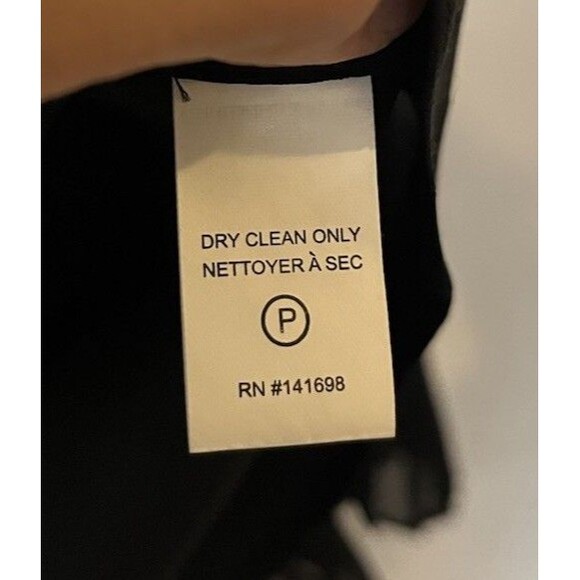 DRY CLEAN ONLY
NETTOYER À SEC
P
RN #141698